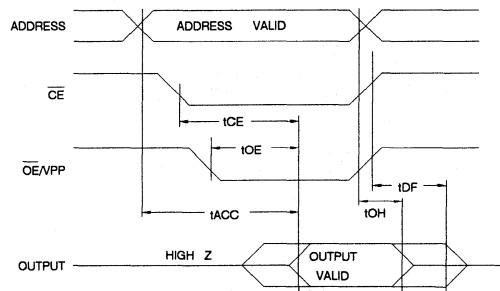 ADDRESS ADDRESS VALID
CE
tCE
tOE
OE/VPP
tDF
tACC
tOH
HIGH Z OUTPUT
OUTPUT
VALID